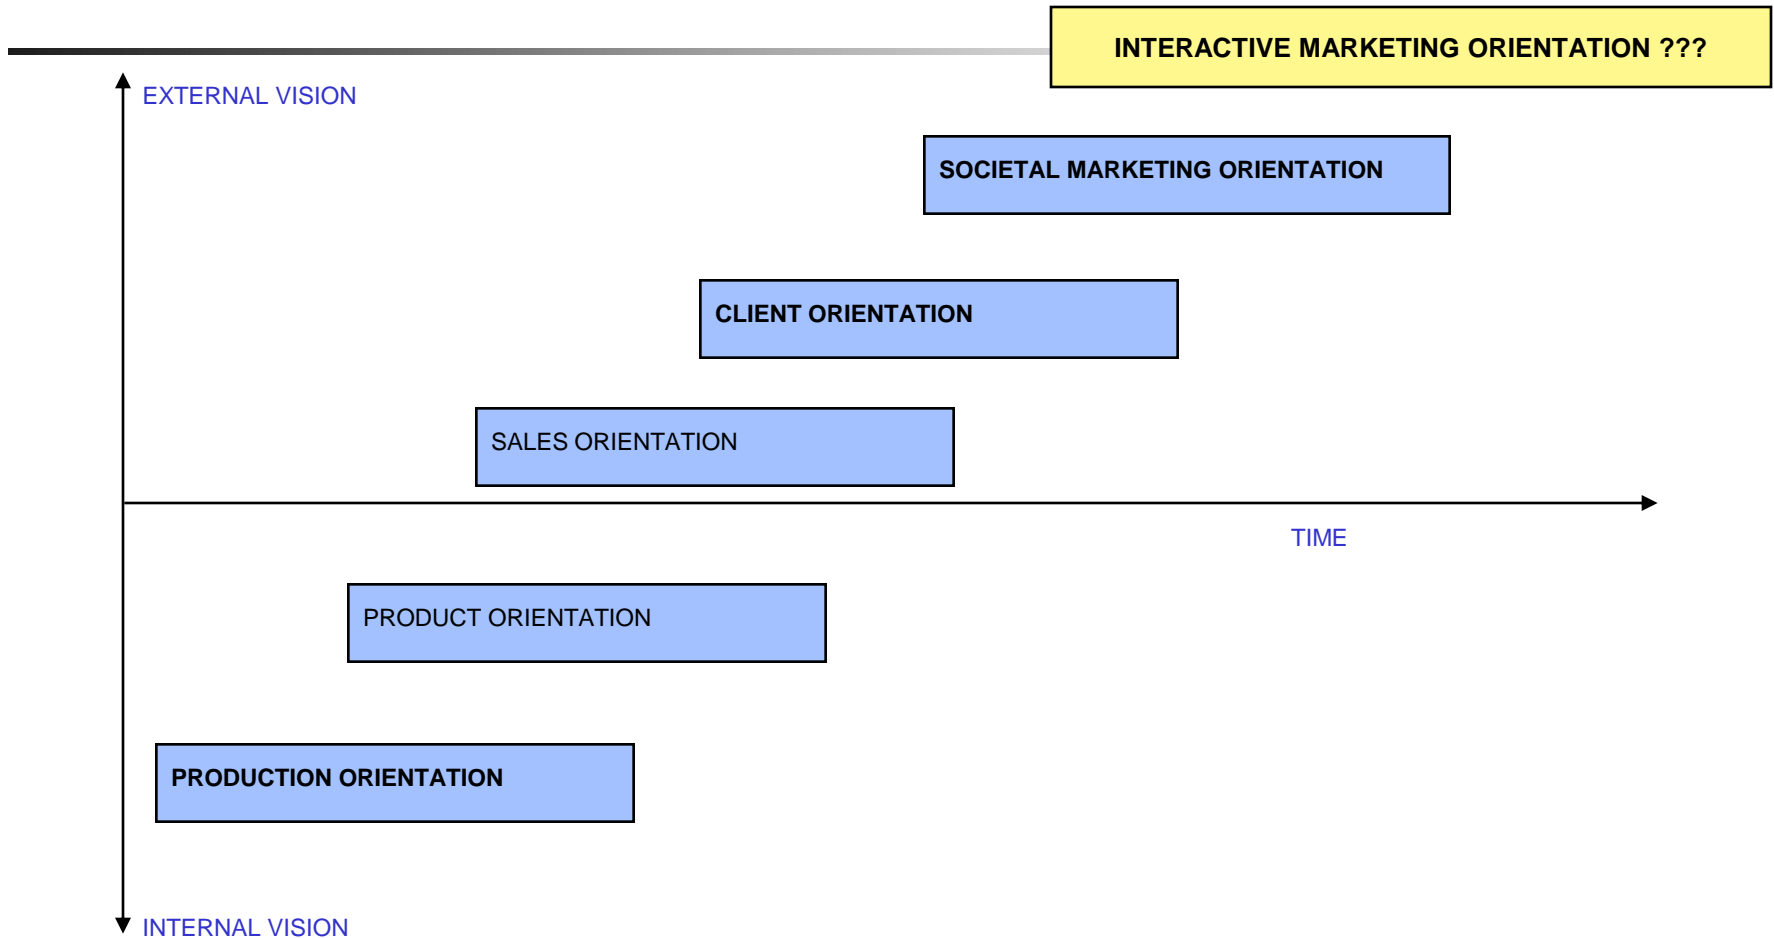 INTERACTIVE MARKETING ORIENTATION ???
EXTERNAL VISION
SOCIETAL MARKETING ORIENTATION
CLIENT ORIENTATION
SALES ORIENTATION
TIME
PRODUCT ORIENTATION
PRODUCTION ORIENTATION
INTERNAL VISION